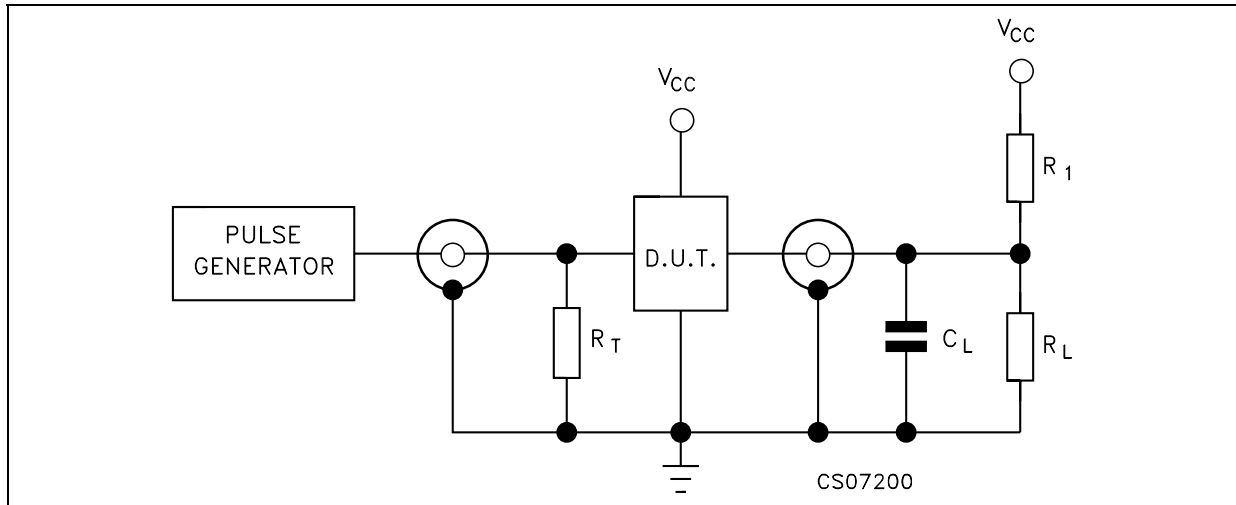 VCC
VCC
R1
PULSE
GENERATOR
D.U.T.
RT
CL
RL
CS07200